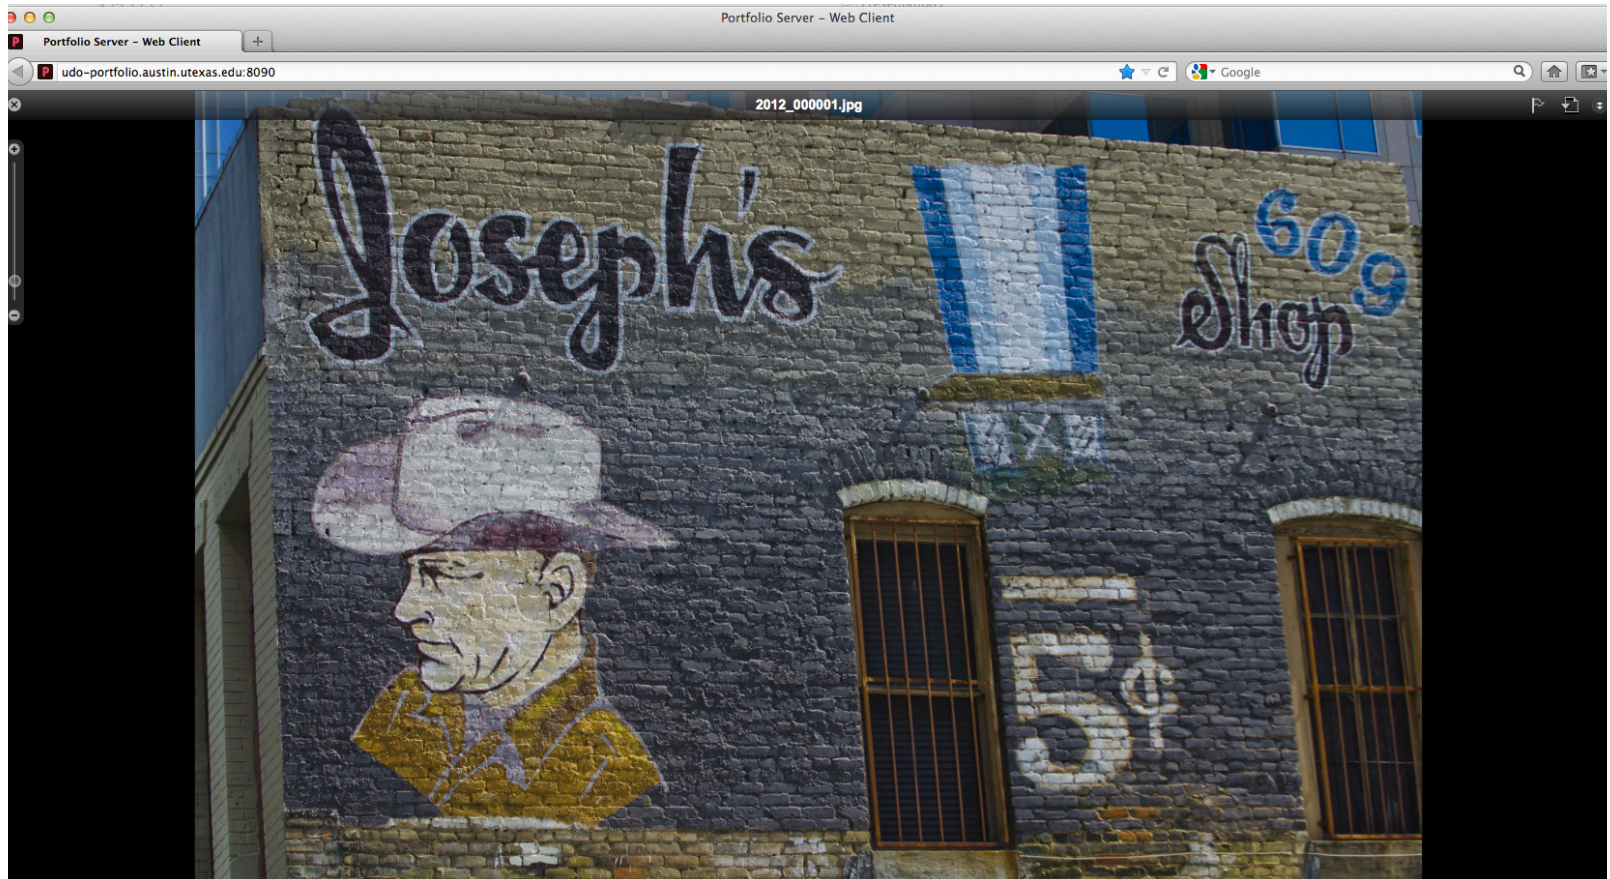 Portfolio Server - Web Client
Portfolio Server - Web Client
udo-portfolio.austin.utexas.edu:8090
Google
2012_000001.jpg
Joseph's
609
Shop
5¢